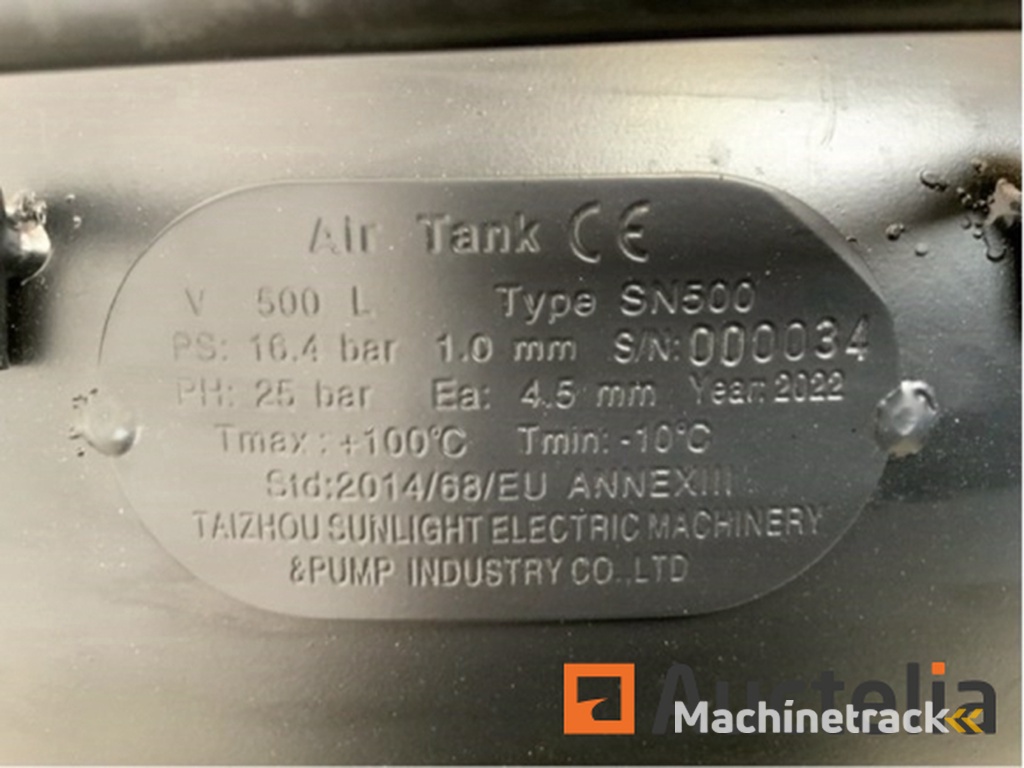 Air Tank CE
V 500 L Type SN500
PS: 16.4 bar 1.0 mm S/N: 000034
PH: 25 bar Ea: 4.5 mm Year: 2022
Tmax: +100°C Tmin: -10°C
Std:2014/68/EU ANNEXIII
TAIZHOU SUNLIGHT ELECTRIC MACHINERY
&PUMP INDUSTRY CO.,LTD
Auctelia
Machinetrack